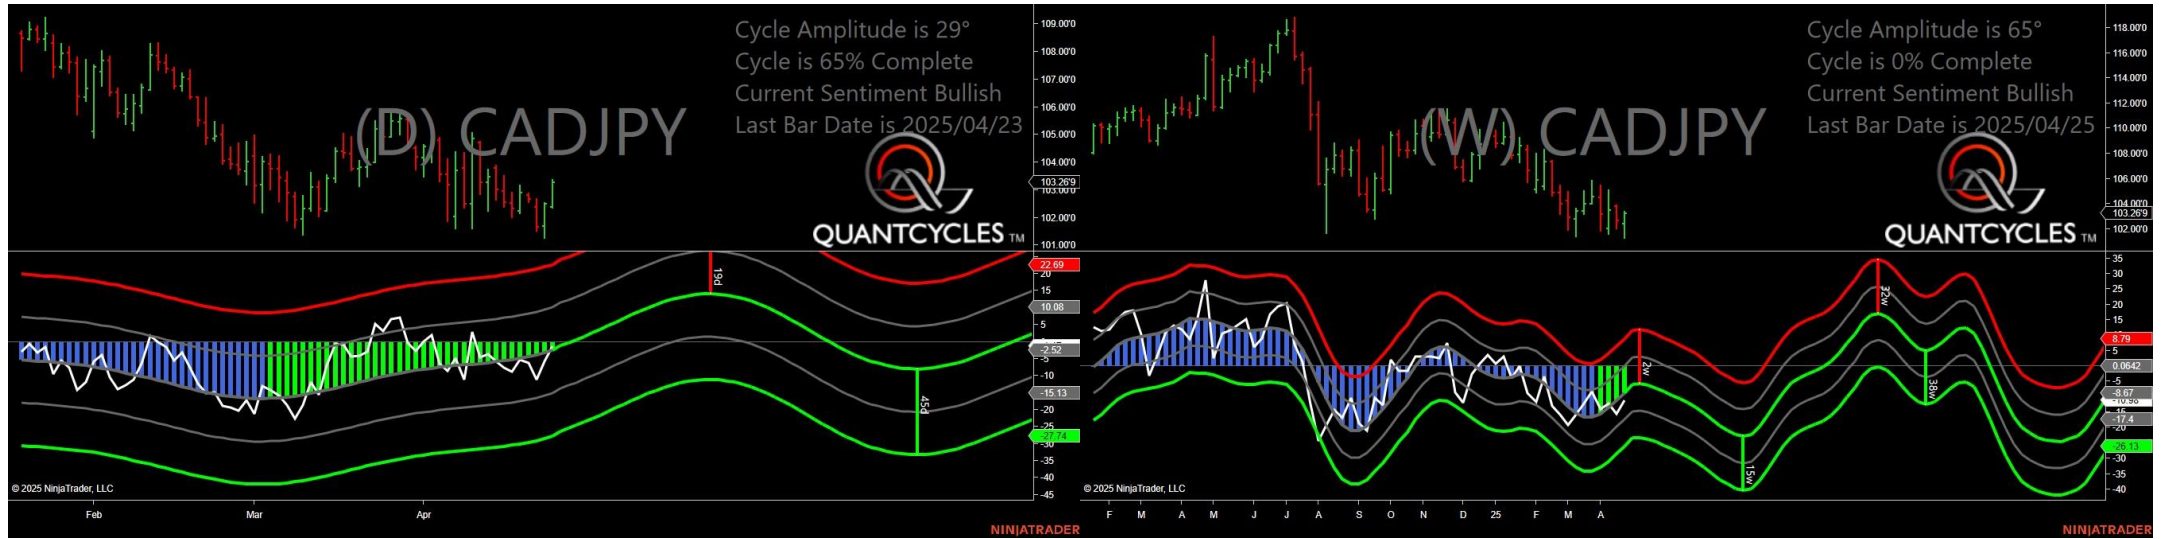 Cycle Amplitude is 29°
Cycle is 65% Complete
Current Sentiment Bullish
Last Bar Date is 2025/04/23
(D) CADJPY
QUANTCYCLES TM
109.00'0
108.00'0
107.00'0
106.00'0
105.00'0
104.00'0
103.26'9
103.00'0
102.00'0
101.00'0
22.69
20
15
10.08
5
-2.52
-5
-10
-15.13
-20
-25
-27.74
-30
-35
-40
-45
19d
45d
© 2025 NinjaTrader, LLC
Feb
Mar
Apr
NINJATRADER
Cycle Amplitude is 65°
Cycle is 0% Complete
Current Sentiment Bullish
Last Bar Date is 2025/04/25
(W) CADJPY
QUANTCYCLES TM
118.00'0
116.00'0
114.00'0
112.00'0
110.00'0
108.00'0
106.00'0
104.00'0
103.26'9
102.00'0
35
30
25
20
15
8.79
5
0.0642
-5
-8.67
-10.98
-15
-17.4
-20
-26.13
-30
-35
-40
2w
15w
32w
38w
© 2025 NinjaTrader, LLC
F
M
A
M
J
J
A
S
O
N
D
25
F
M
A
NINJATRADER